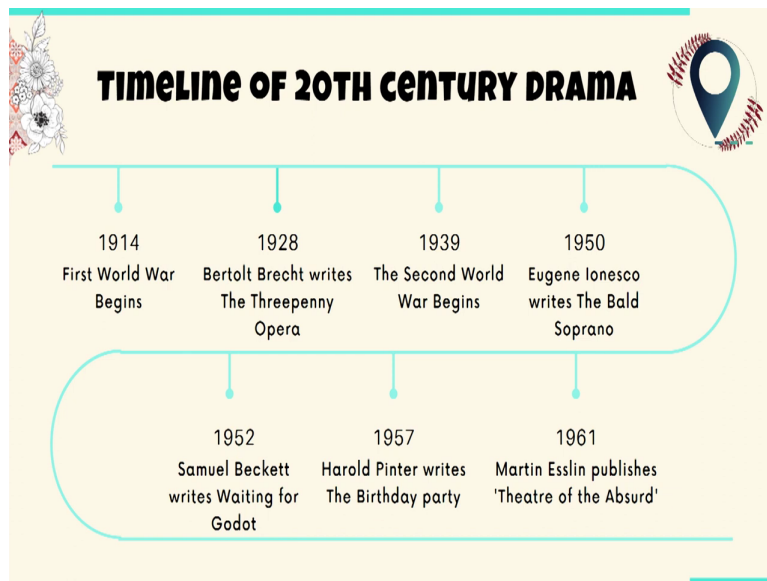 Timeline of 20th Century Drama
1914
First World War
Begins
1928
Bertolt Brecht writes
The Threepenny
Opera
1939
The Second World
War Begins
1950
Eugene Ionesco
writes The Bald
Soprano
1952
Samuel Beckett
writes Waiting for
Godot
1957
Harold Pinter writes
The Birthday party
1961
Martin Esslin publishes
'Theatre of the Absurd'